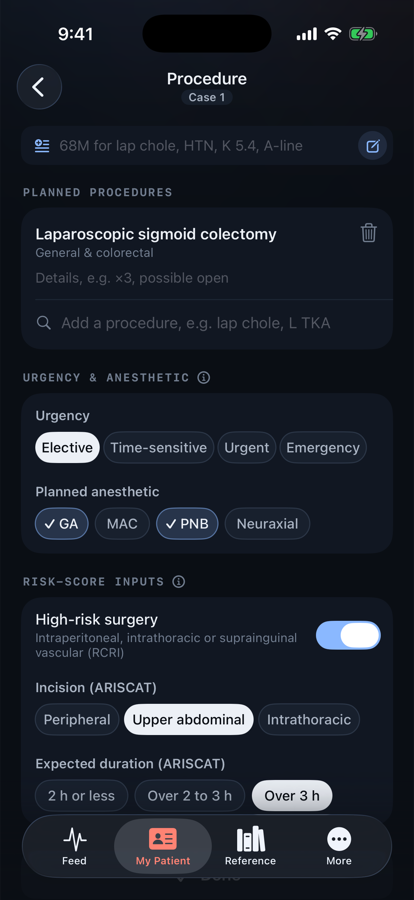 9:41
Procedure
Case 1
68M for lap chole, HTN, K 5.4, A-line
PLANNED PROCEDURES
Laparoscopic sigmoid colectomy
General & colorectal
Details, e.g. ×3, possible open
Add a procedure, e.g. lap chole, L TKA
URGENCY & ANESTHETIC
Urgency
Elective Time-sensitive Urgent Emergency
Planned anesthetic
GA MAC PNB Neuraxial
RISK-SCORE INPUTS
High-risk surgery
Intraperitoneal, intrathoracic or suprainguinal
vascular (RCRI)
Incision (ARISCAT)
Peripheral Upper abdominal Intrathoracic
Expected duration (ARISCAT)
2 h or less Over 2 to 3 h Over 3 h
Feed My Patient Reference More